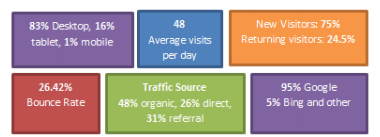 83% Desktop, 16%
tablet, 1% mobile
48
Average visits
per day
New Visitors: 75%
Returning visitors: 24.5%
26.42%
Bounce Rate
Traffic Source
48% organic, 26% direct,
31% referral
95% Google
5% Bing and other